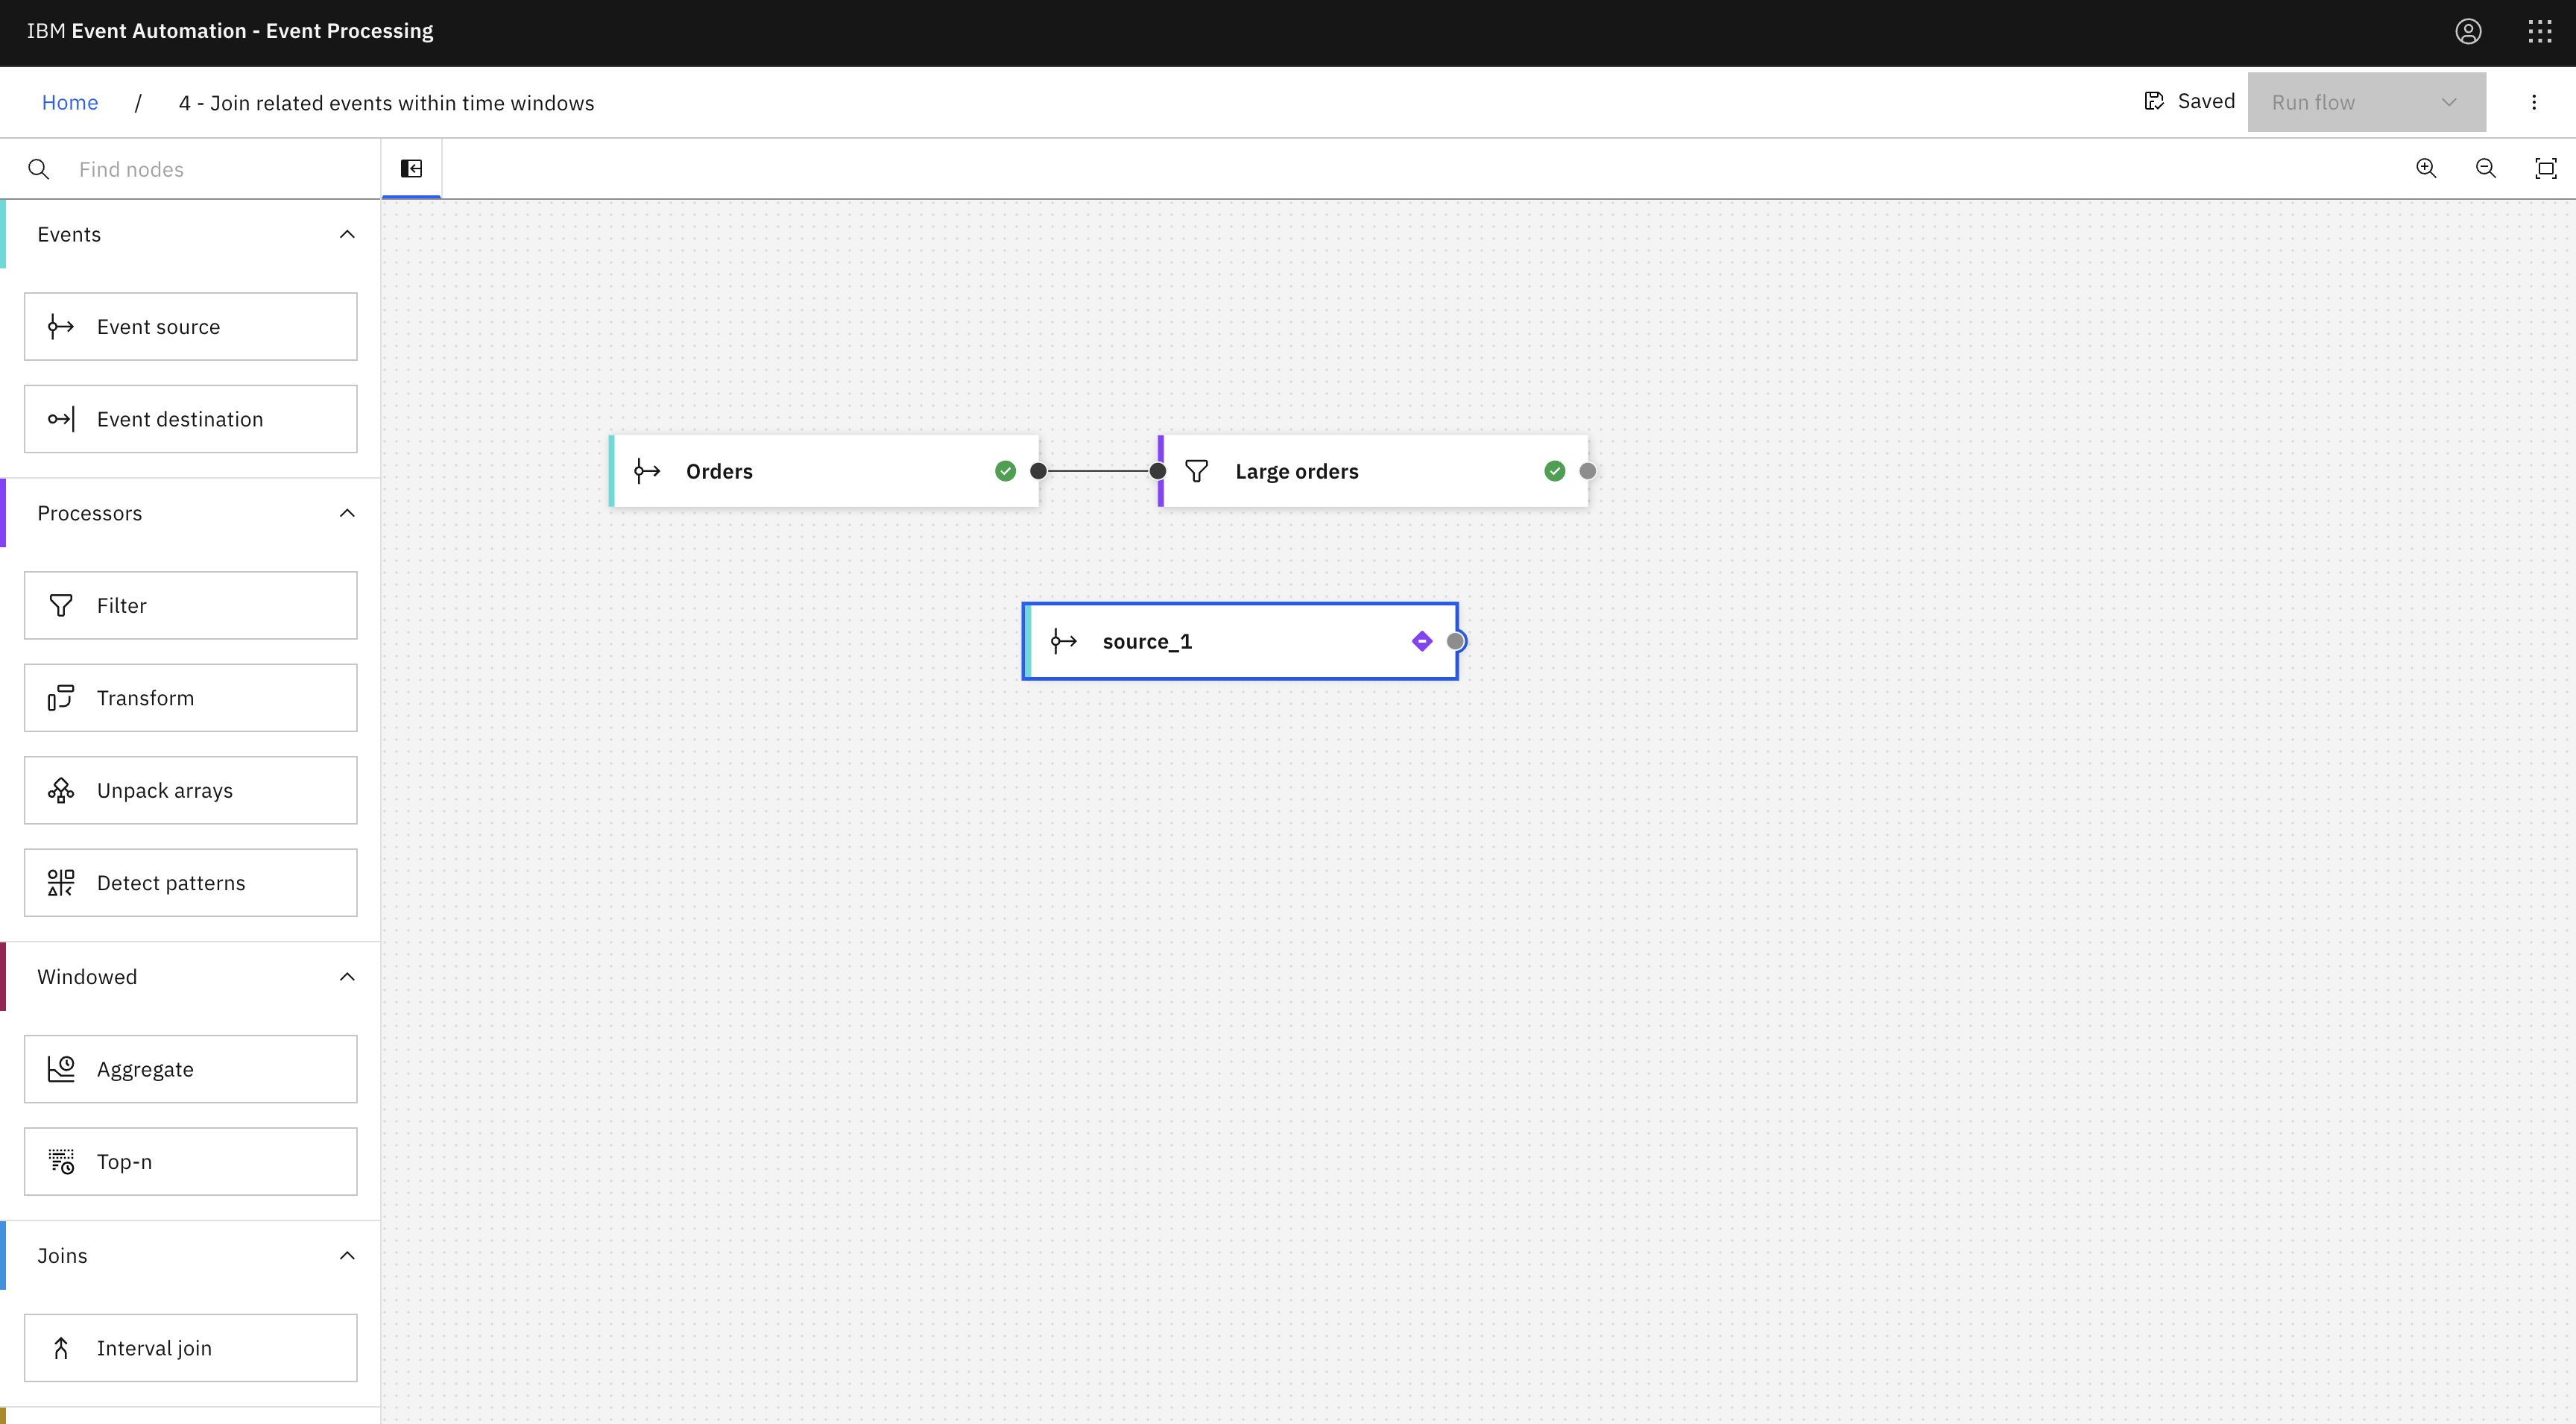 IBM Event Automation - Event Processing
Home / 4 - Join related events within time windows
Saved
Run flow
Find nodes
Events
Event source
Event destination
Processors
Filter
Transform
Unpack arrays
Detect patterns
Windowed
Aggregate
Top-n
Joins
Interval join
Orders
Large orders
source_1